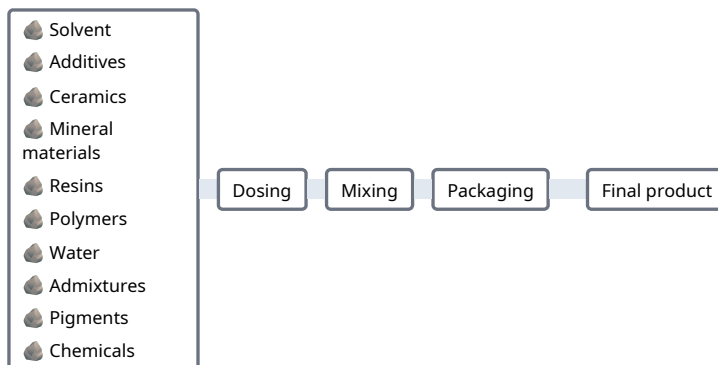 Solvent
Additives
Ceramics
Mineral
materials
Resins
Polymers
Water
Admixtures
Pigments
Chemicals
Dosing
Mixing
Packaging
Final product